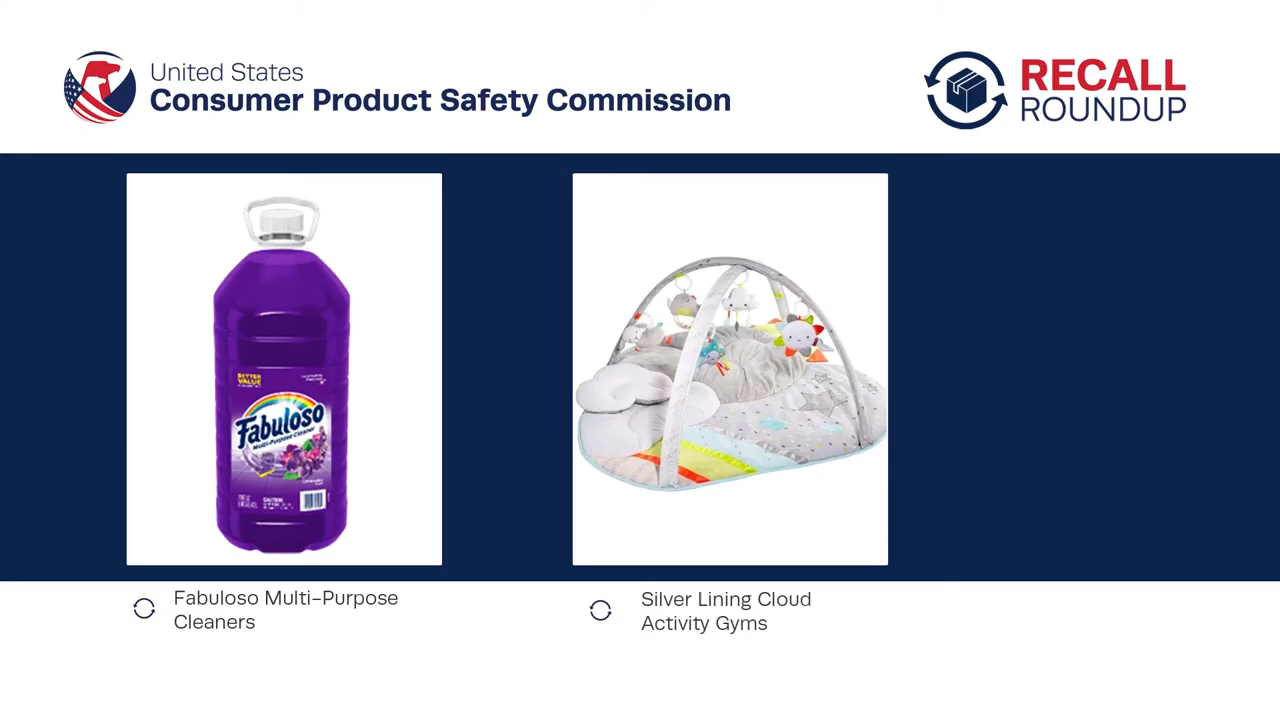 United States
Consumer Product Safety Commission
RECALL
ROUNDUP
BETTER
VALUE
Fabuloso
Multi-Purpose Cleaner
CAUTION
Fabuloso Multi-Purpose
Cleaners
Silver Lining Cloud
Activity Gyms